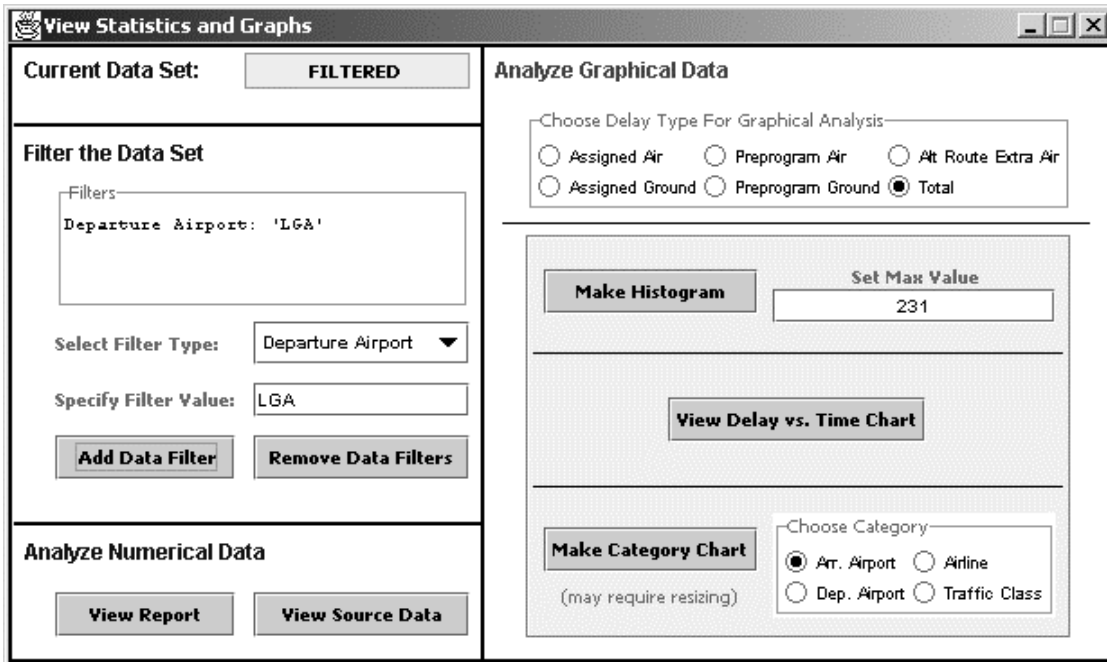 View Statistics and Graphs
Current Data Set:
FILTERED
Filter the Data Set
Filters
Departure Airport: 'LGA'
Select Filter Type:
Departure Airport
Specify Filter Value:
LGA
Add Data Filter
Remove Data Filters
Analyze Numerical Data
View Report
View Source Data
Analyze Graphical Data
Choose Delay Type For Graphical Analysis
Assigned Air
Preprogram Air
Alt Route Extra Air
Assigned Ground
Preprogram Ground
Total
Make Histogram
Set Max Value
231
View Delay vs. Time Chart
Make Category Chart
(may require resizing)
Choose Category
Arr. Airport
Airline
Dep. Airport
Traffic Class